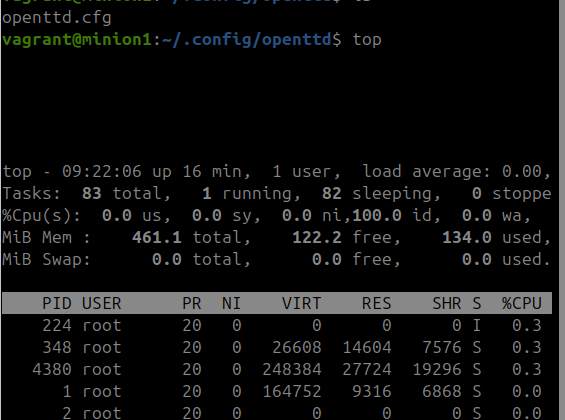 openttd.cfg
vagrant@minion1:~/.config/openttd$ top
top - 09:22:06 up 16 min,  1 user,  load average: 0.00,
Tasks:  83 total,   1 running,  82 sleeping,   0 stoppe
%Cpu(s):  0.0 us,  0.0 sy,  0.0 ni,100.0 id,  0.0 wa,
MiB Mem :    461.1 total,    122.2 free,    134.0 used,
MiB Swap:      0.0 total,      0.0 free,      0.0 used.
PID USER      PR  NI    VIRT    RES    SHR S  %CPU
224 root      20   0       0      0      0 I   0.3
348 root      20   0   26608  14604   7576 S   0.3
4380 root      20   0  248384  27724  19296 S   0.3
1 root      20   0  164752   9316   6868 S   0.0
2 root      20   0       0      0      0 S   0.0